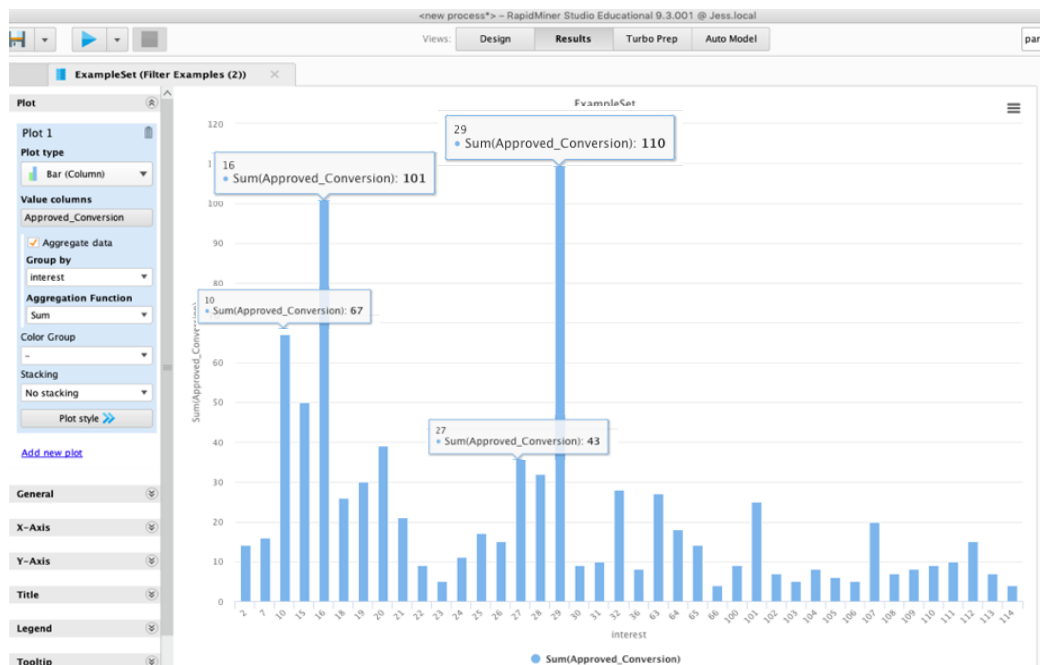 <new process*> – RapidMiner Studio Educational 9.3.001 @ Jess.local
Views: Design Results Turbo Prep Auto Model par
ExampleSet (Filter Examples (2))
Plot
Plot 1
Plot type
Bar (Column)
Value columns
Approved_Conversion
Aggregate data
Group by
interest
Aggregation Function
Sum
Color Group
–
Stacking
No stacking
Plot style
Add new plot
General
X-Axis
Y-Axis
Title
Legend
Tooltip
ExampleSet
Sum(Approved_Conversion)
120
100
90
80
60
50
40
30
20
10
0
29
Sum(Approved_Conversion): 110
16
Sum(Approved_Conversion): 101
10
Sum(Approved_Conversion): 67
27
Sum(Approved_Conversion): 43
2 7 10 15 16 18 19 20 21 22 23 24 25 26 27 28 29 30 31 32 36 63 64 65 66 100 101 102 103 104 105 106 107 108 109 110 111 112 113 114
interest
Sum(Approved_Conversion)